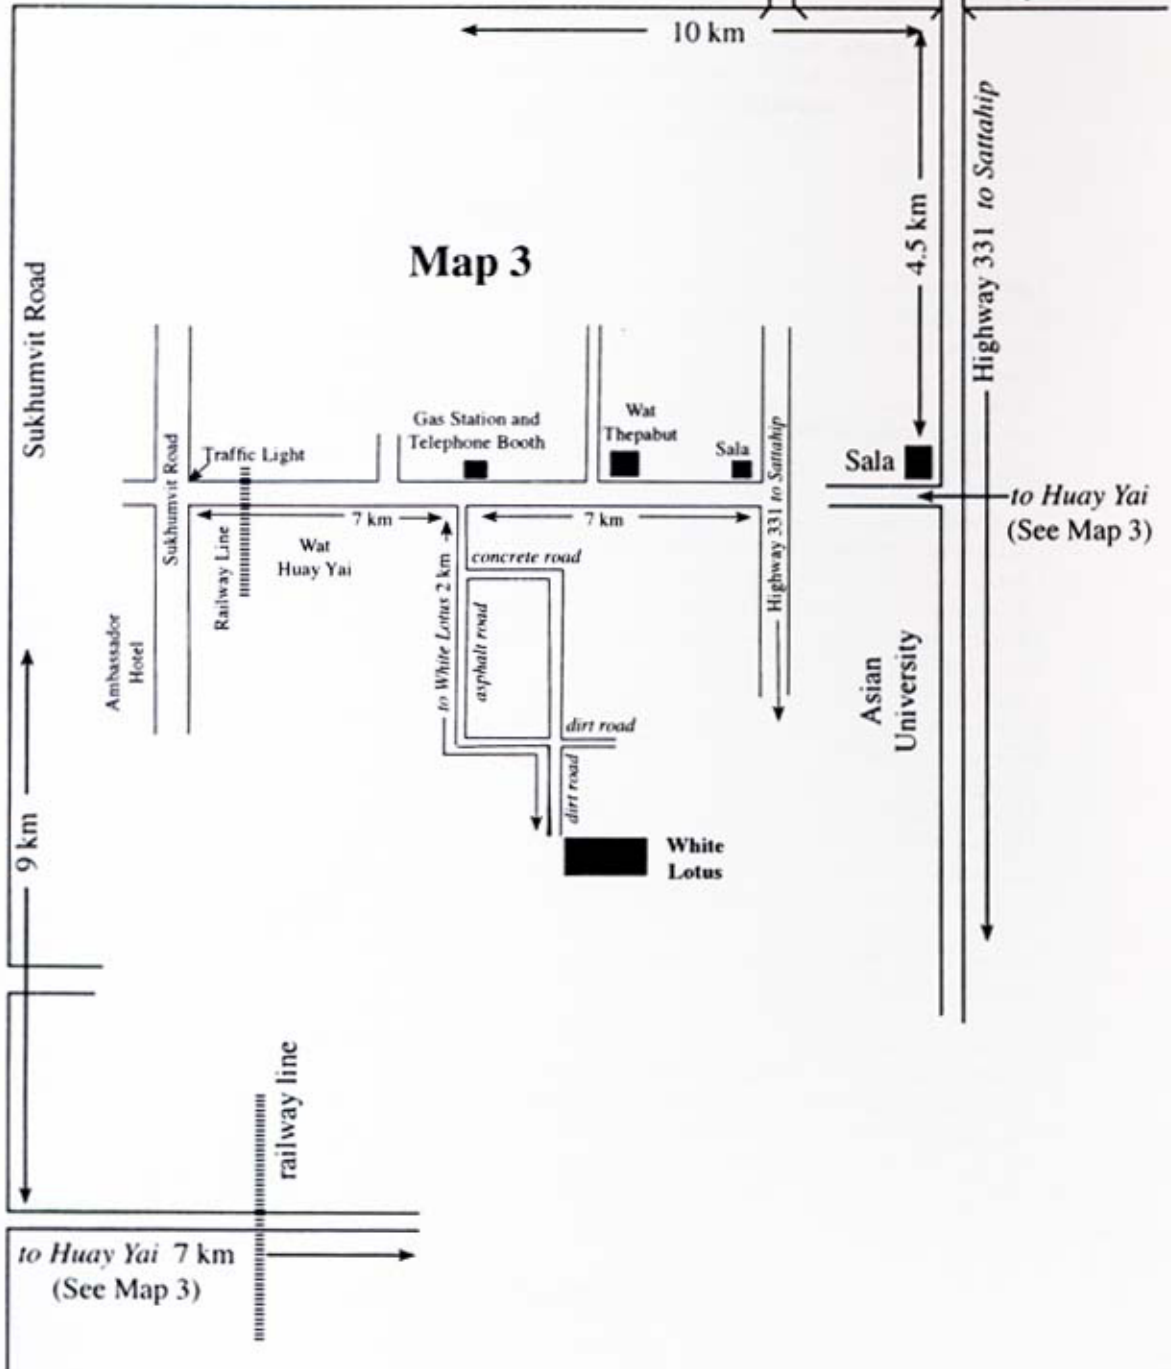 10 km
Highway 331 to Sattahip
4.5 km
Map 3
Sukhumvit Road
Gas Station and
Telephone Booth
Wat
Thepabut
Sala
Highway 331 to Sattahip
Sala
Sukhumvit Road
Traffic Light
to Huay Yai
(See Map 3)
7 km
7 km
Railway Line
Wat
Huay Yai
concrete road
to White Lotus 2 km
asphalt road
Ambassador
Hotel
Asian
University
dirt road
dirt road
White
Lotus
9 km
railway line
to Huay Yai 7 km
(See Map 3)